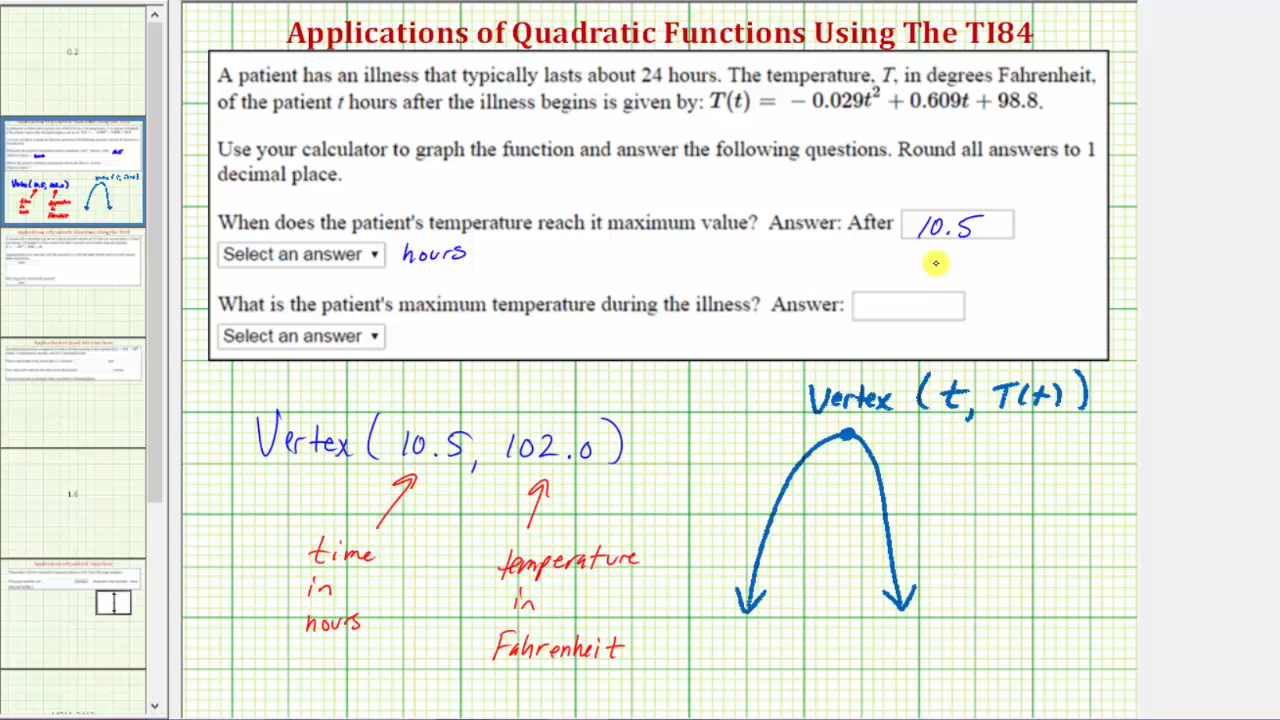 Applications of Quadratic Functions Using The TI84
A patient has an illness that typically lasts about 24 hours. The temperature, T, in degrees Fahrenheit,
of the patient t hours after the illness begins is given by: T(t) = − 0.029t² + 0.609t + 98.8.
Use your calculator to graph the function and answer the following questions. Round all answers to 1
decimal place.
When does the patient's temperature reach it maximum value? Answer: After 10.5
Select an answer ▼ hours
What is the patient's maximum temperature during the illness? Answer:
Select an answer ▼
Vertex (t, T(t))
Vertex (10.5, 102.0)
time
in
hours
temperature
in
Fahrenheit
0.2
1.6